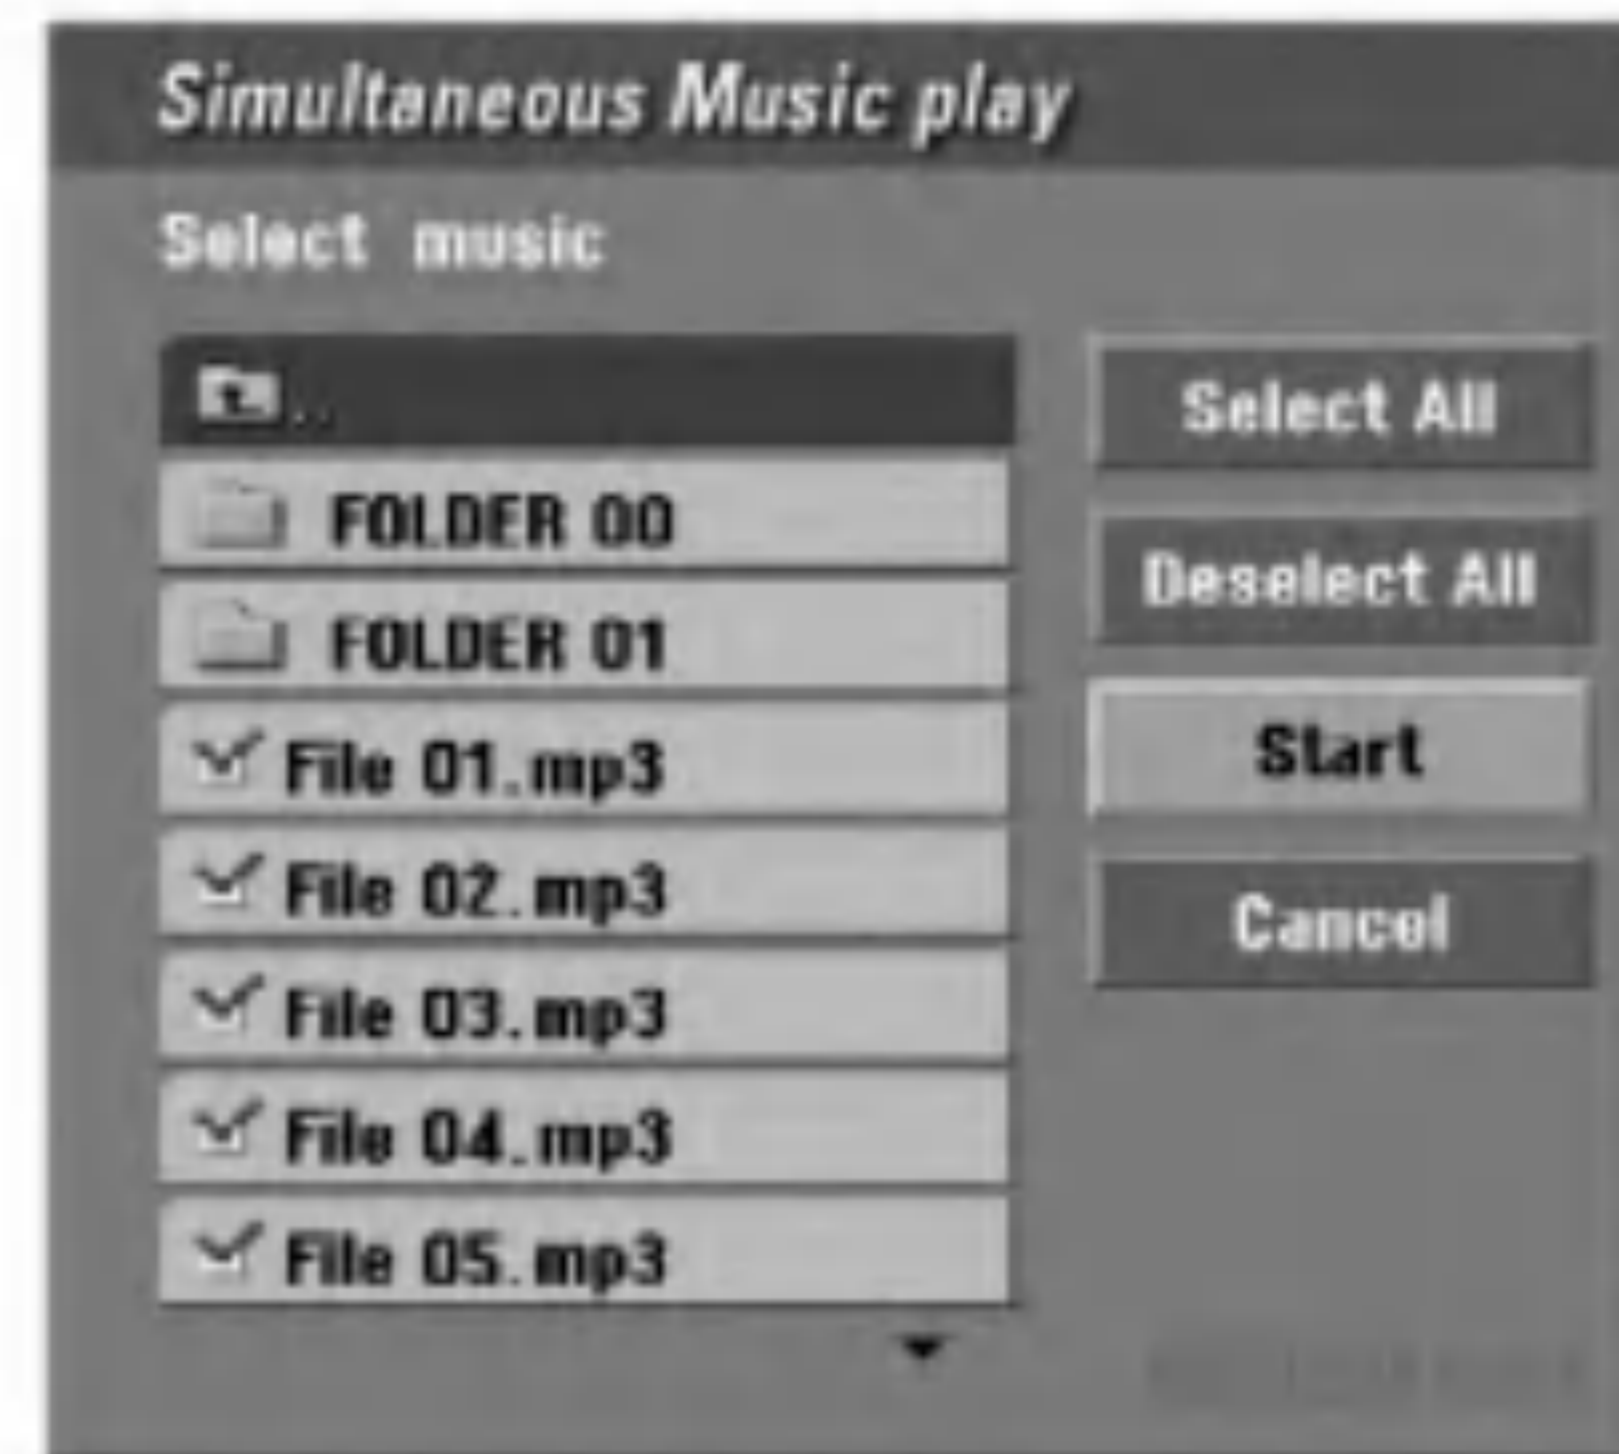 Simultaneous Music play
Select music
..
FOLDER 00
FOLDER 01
File 01.mp3
File 02.mp3
File 03.mp3
File 04.mp3
File 05.mp3
Select All
Deselect All
Start
Cancel